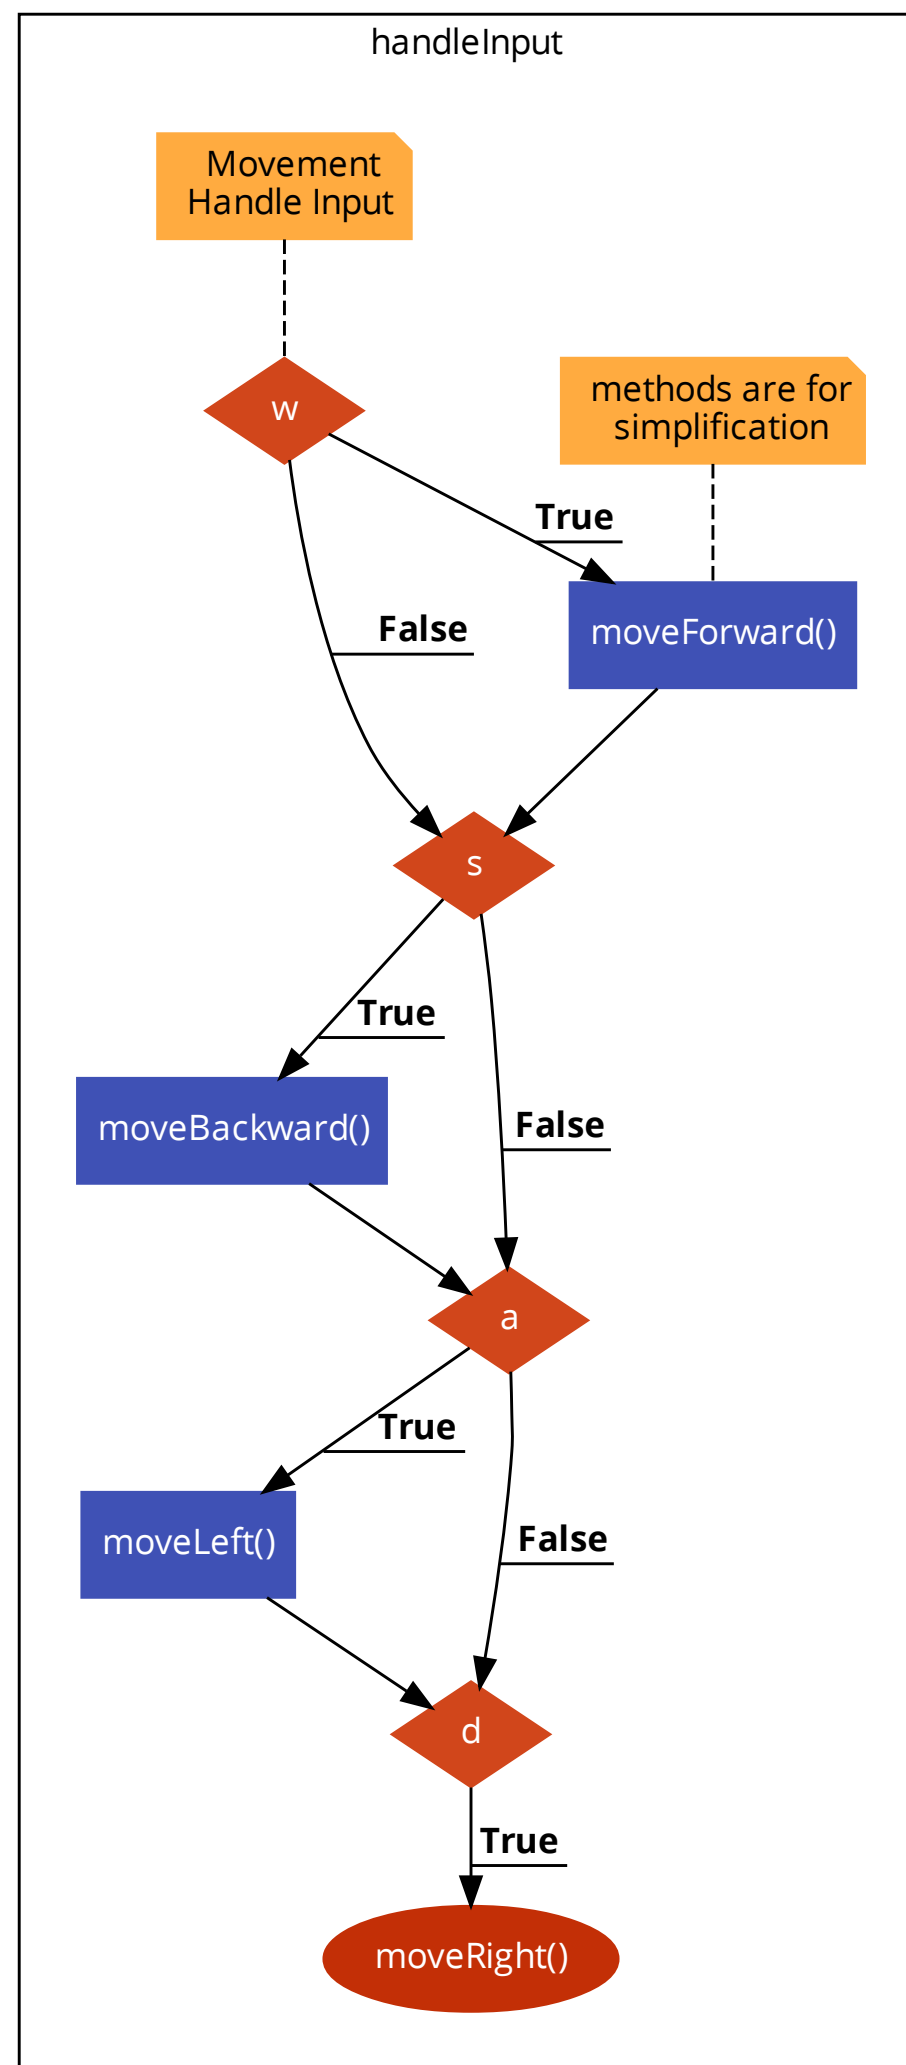 handleInput
Movement
Handle Input
w
methods are for
simplification
True
False
moveForward()
s
True
moveBackward()
False
a
True
moveLeft()
False
d
True
moveRight()